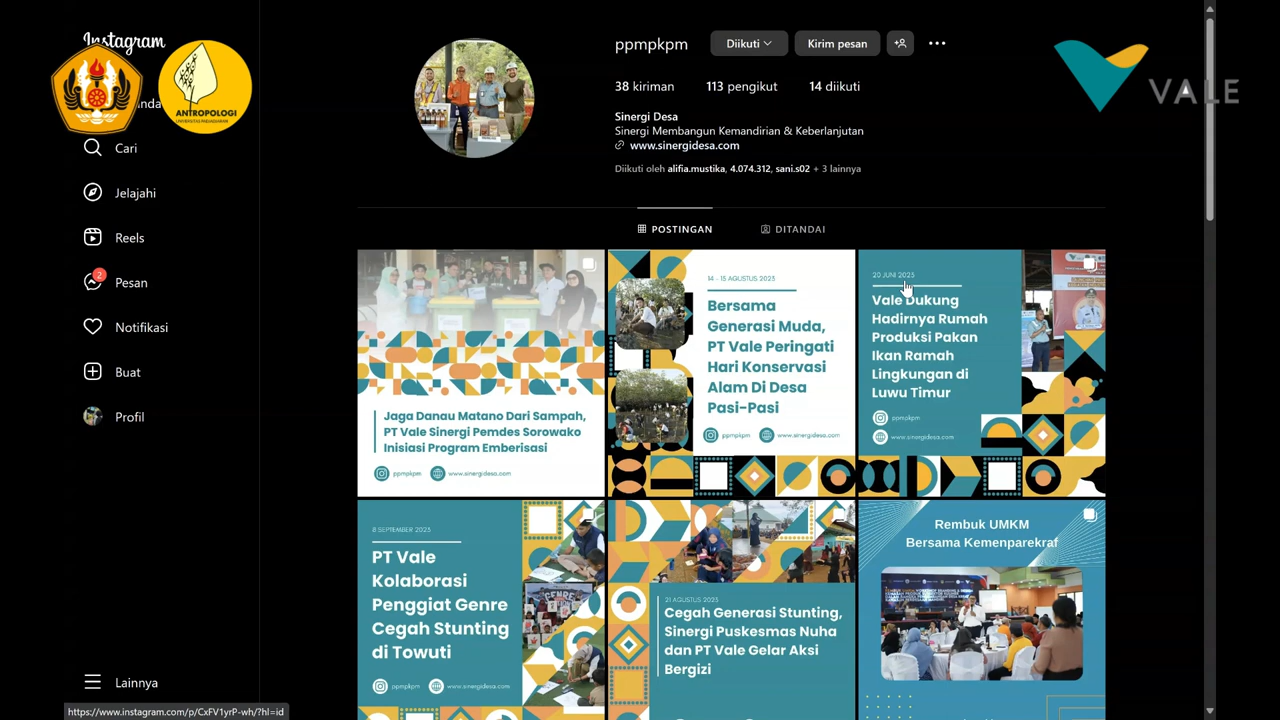 Instagram
anda
ANTROPOLOGI
UNIVERSITAS PADJADJARAN
Cari
Jelajahi
Reels
2
Pesan
Notifikasi
Buat
Profil
Lainnya
https://www.instagram.com/p/CxFV1yrP-wh/?hl=id
ppmpkpm
Diikuti
Kirim pesan
38 kiriman
113 pengikut
14 diikuti
Sinergi Desa
Sinergi Membangun Kemandirian & Keberlanjutan
www.sinergidesa.com
Diikuti oleh alifia.mustika, 4.074.312, sani.s02 + 3 lainnya
VALE
POSTINGAN
DITANDAI
Jaga Danau Matano Dari Sampah,
PT Vale Sinergi Pemdes Sorowako
Inisiasi Program Emberisasi
ppmpkpm
www.sinergidesa.com
14 - 15 AGUSTUS 2023
Bersama
Generasi Muda,
PT Vale Peringati
Hari Konservasi
Alam Di Desa
Pasi-Pasi
ppmpkpm
www.sinergidesa.com
20 JUNI 2023
Vale Dukung
Hadirnya Rumah
Produksi Pakan
Ikan Ramah
Lingkungan di
Luwu Timur
ppmpkpm
www.sinergidesa.com
8 SEPTEMBER 2023
PT Vale
Kolaborasi
Penggiat Genre
Cegah Stunting
di Towuti
ppmpkpm
www.sinergidesa.com
21 AGUSTUS 2023
Cegah Generasi Stunting,
Sinergi Puskesmas Nuha
dan PT Vale Gelar Aksi
Bergizi
Rembuk UMKM
Bersama Kemenparekraf